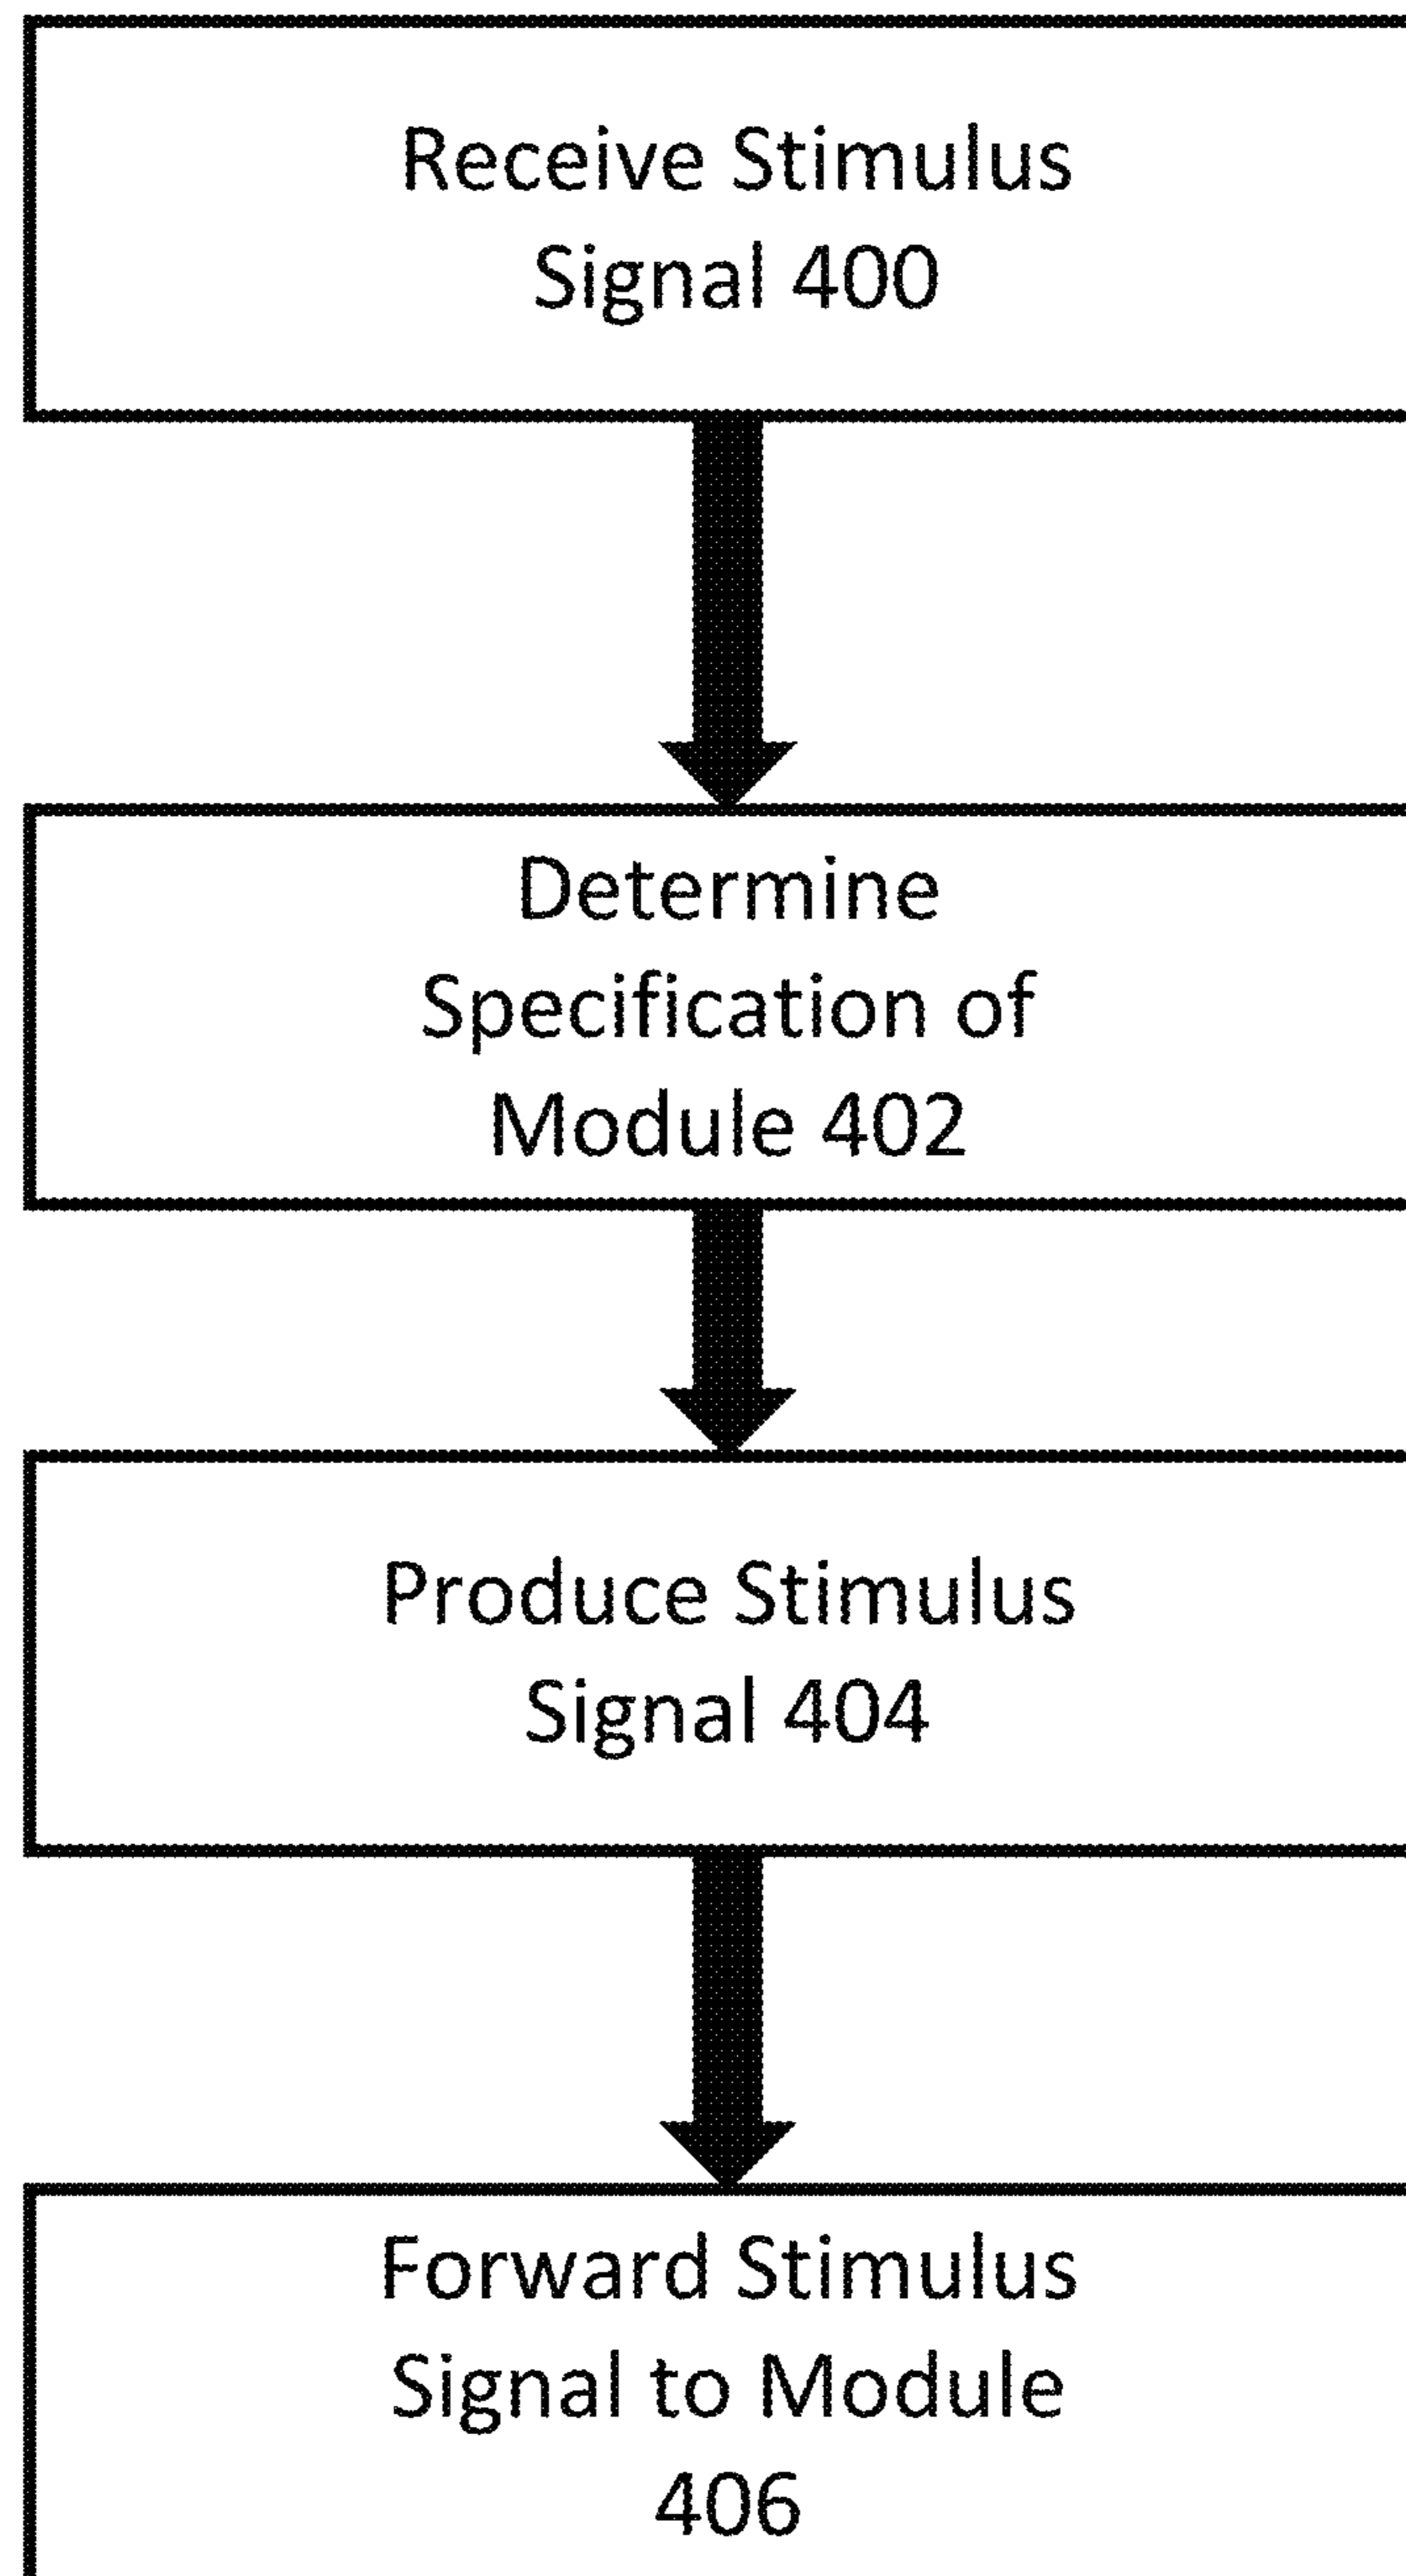 Receive Stimulus
Signal 400
Determine
Specification of
Module 402
Produce Stimulus
Signal 404
Forward Stimulus
Signal to Module
406